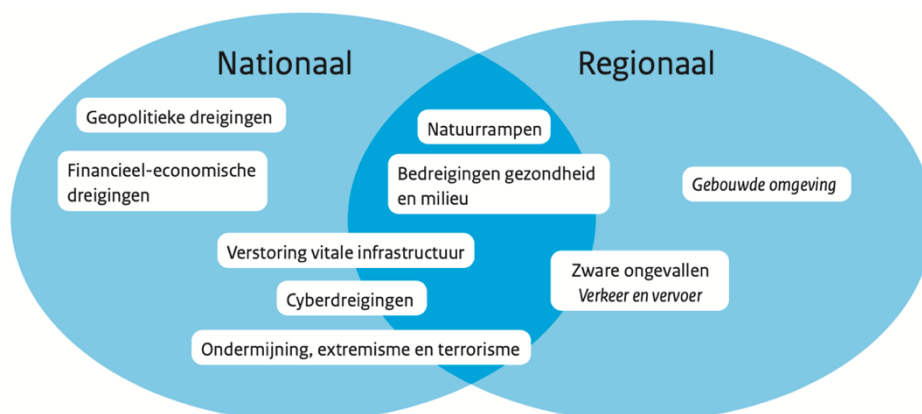 Nationaal
Regionaal
Geopolitieke dreigingen
Natuurrampen
Financieel-economische
dreigingen
Bedreigingen gezondheid
en milieu
Gebouwde omgeving
Verstoring vitale infrastructuur
Zware ongevallen
Verkeer en vervoer
Cyberdreigingen
Ondermijning, extremisme en terrorisme